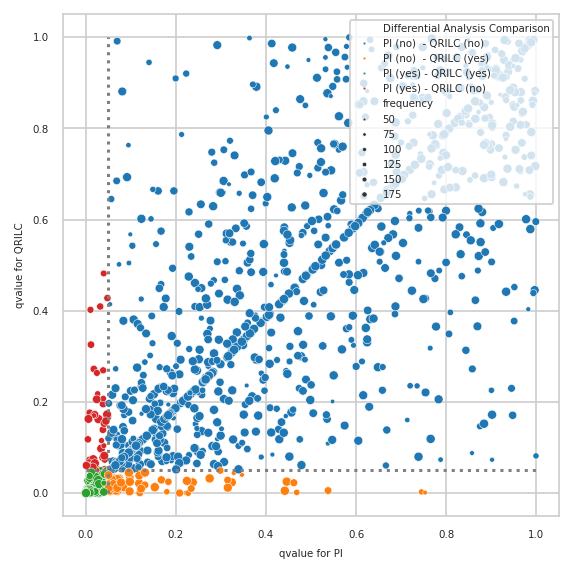 Differential Analysis Comparison
PI (no)  - QRILC (no)
PI (no)  - QRILC (yes)
PI (yes) - QRILC (yes)
PI (yes) - QRILC (no)
frequency
50
75
100
125
150
175
1.0
0.8
0.6
0.4
0.2
0.0
qvalue for QRILC
0.0 0.2 0.4 0.6 0.8 1.0
qvalue for PI